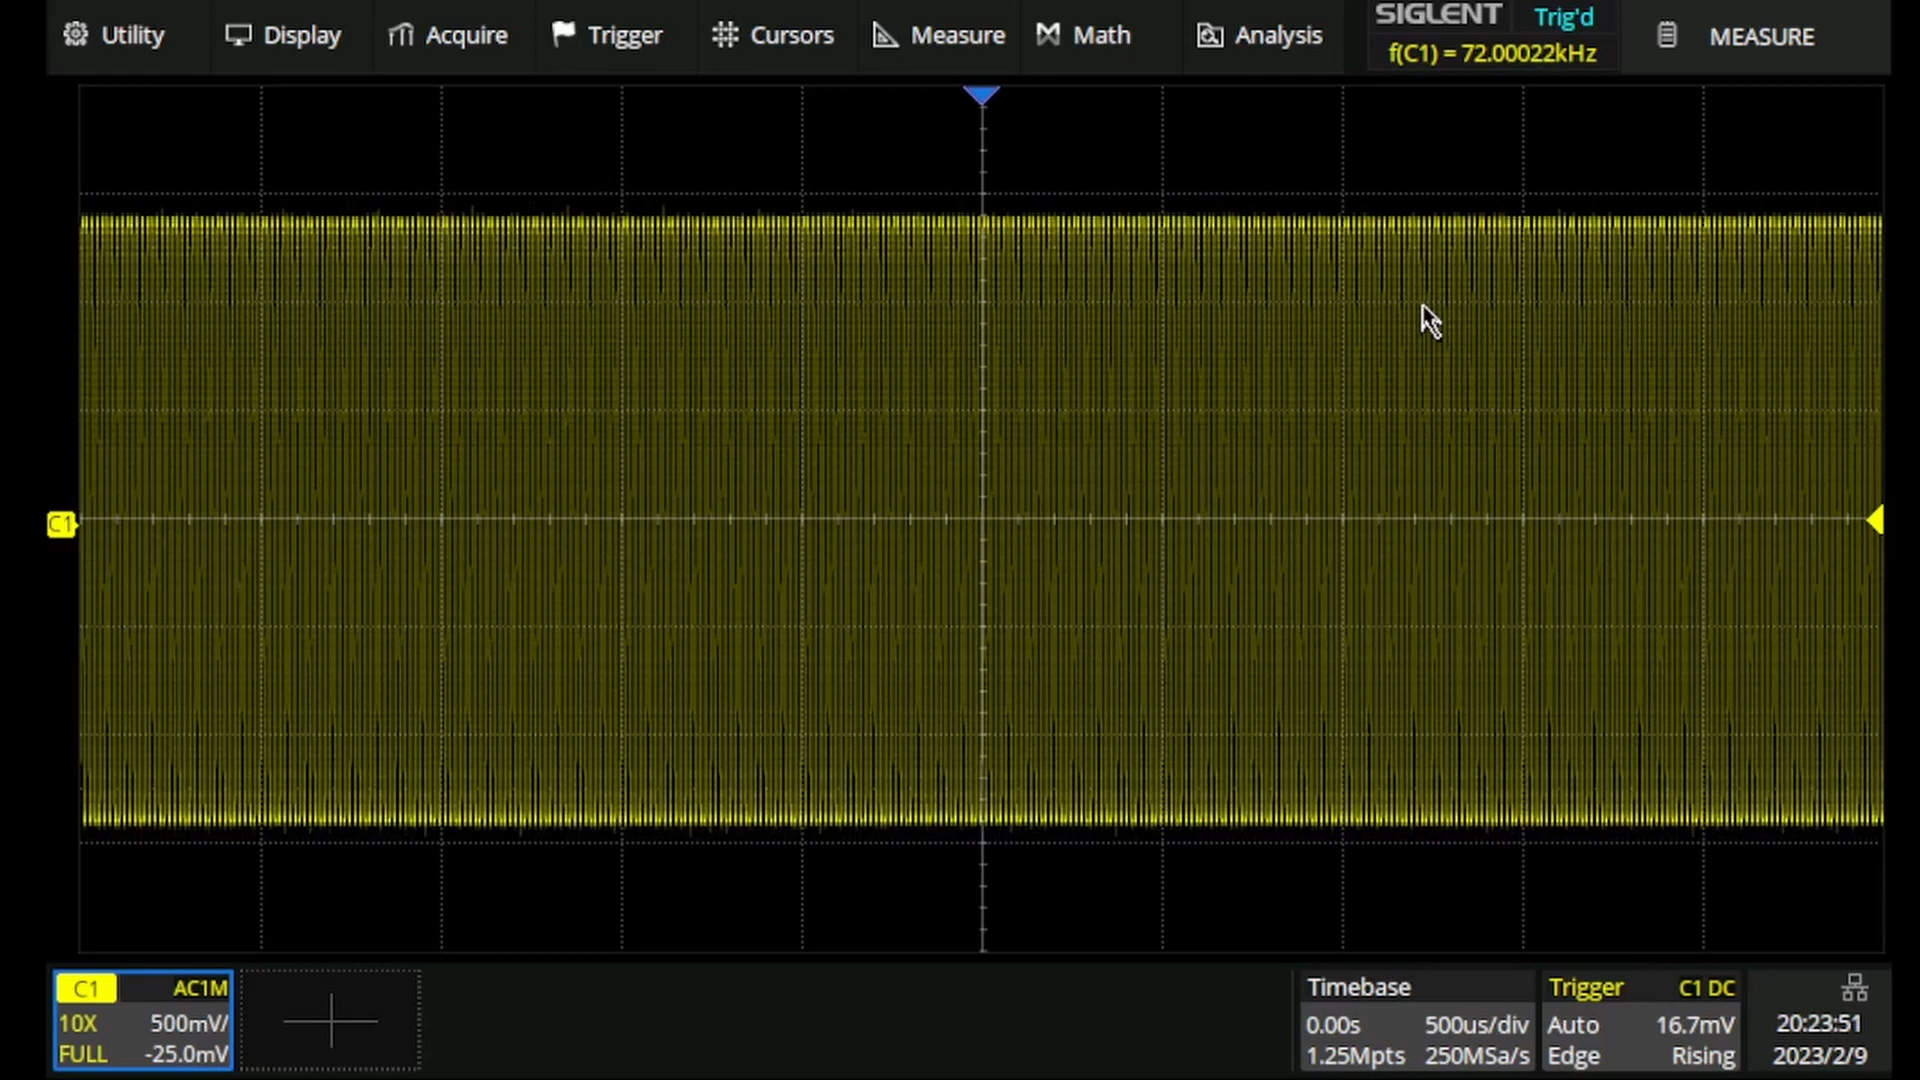 Utility Display Acquire Trigger Cursors Measure Math Analysis SIGLENT Trig'd MEASURE
f(C1) = 72.00022kHz
C1
C1 AC1M Timebase Trigger C1 DC
10X 500mV/ 0.00s 500us/div Auto 16.7mV 20:23:51
FULL -25.0mV 1.25Mpts 250MSa/s Edge Rising 2023/2/9